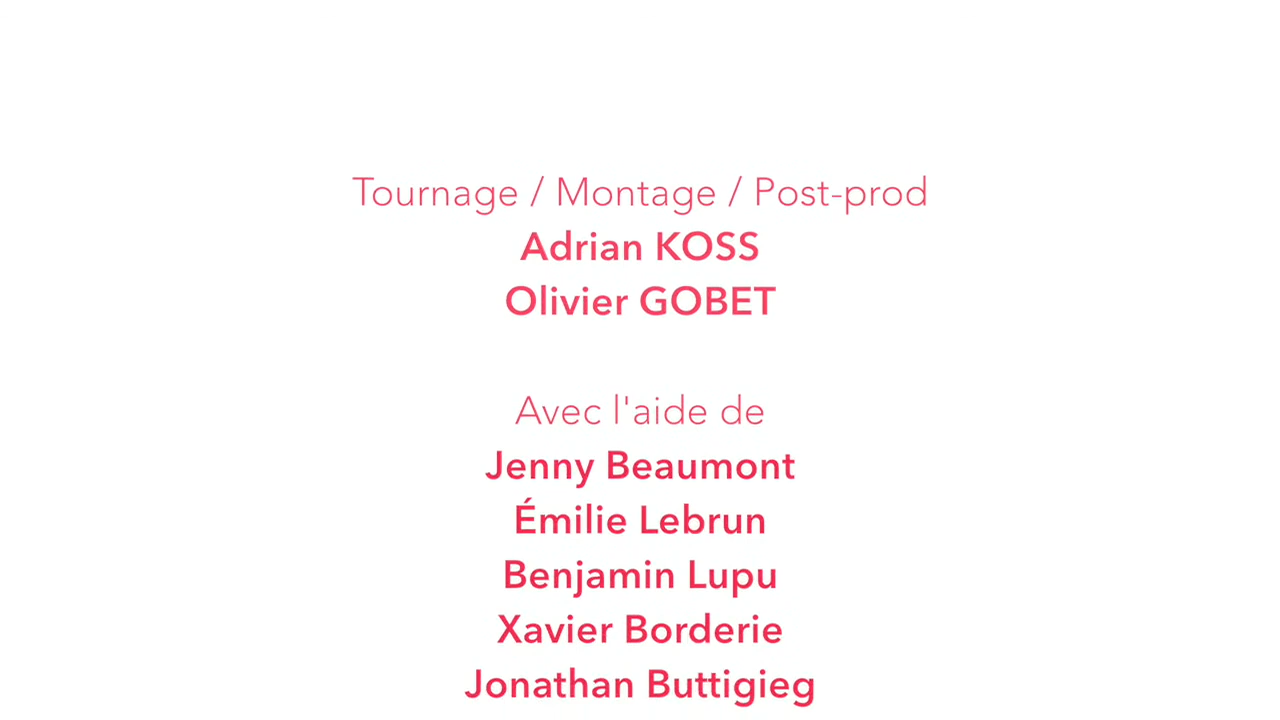 Tournage / Montage / Post-prod
Adrian KOSS
Olivier GOBET
Avec l'aide de
Jenny Beaumont
Émilie Lebrun
Benjamin Lupu
Xavier Borderie
Jonathan Buttigieg